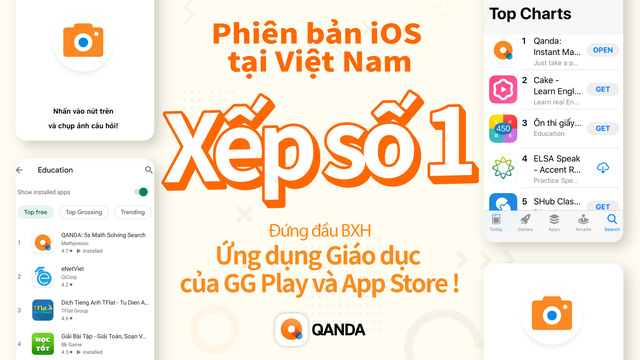 Nhấn vào nút trên
và chụp ảnh câu hỏi!
Education
Show installed apps
Top free
Top Grossing
Trending
1
QANDA: 5s Math Solving Search
Mathpresso
4.7★ Installed
2
eNetViet
QiCorp
4.2★
3
Dich Tieng Anh TFlat - Tu Dien A...
TFlat Group
4.6★
HỌC TỐT
4
Giải Bài Tập - Giải Toán, Soạn V...
Bk Game
4.5★ Installed
Phiên bản iOS
tại Việt Nam
Xếp số 1
Đứng đầu BXH
Ứng dụng Giáo dục
của GG Play và App Store !
QANDA
Top Charts
1
Qanda:
Instant Ma...
Just take a p...
OPEN
2
Cake -
Learn Engl...
Learn real En...
GET
450
3
Ôn thi giấy...
Education
GET
4
ELSA Speak
- Accent R...
Practice Spe...
5
SHub Clas...
GET
Today
Games
Apps
Arcade
Search